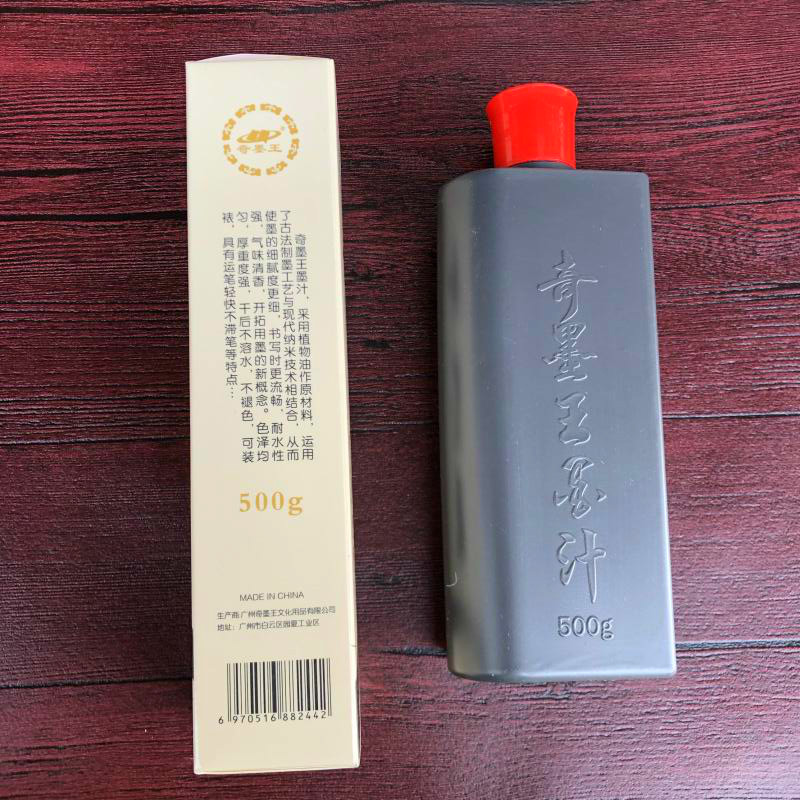 奇墨王
奇墨王墨汁，采用植物油作原材料，运用
了古法制墨工艺与现代纳米技术相结合，从而
使墨的细腻度更细，书写时更流畅，耐水性
强，气味清香，开拓用墨的新概念。色泽均
匀，厚重度强，干后不溶水，不褪色，可装
裱，具有运笔轻快不滞笔等特点…
500g
MADE IN CHINA
生产商:广州奇墨王文化用品有限公司
地址：广州市白云区园夏工业区
6 970516 882442
奇墨王墨汁
500g